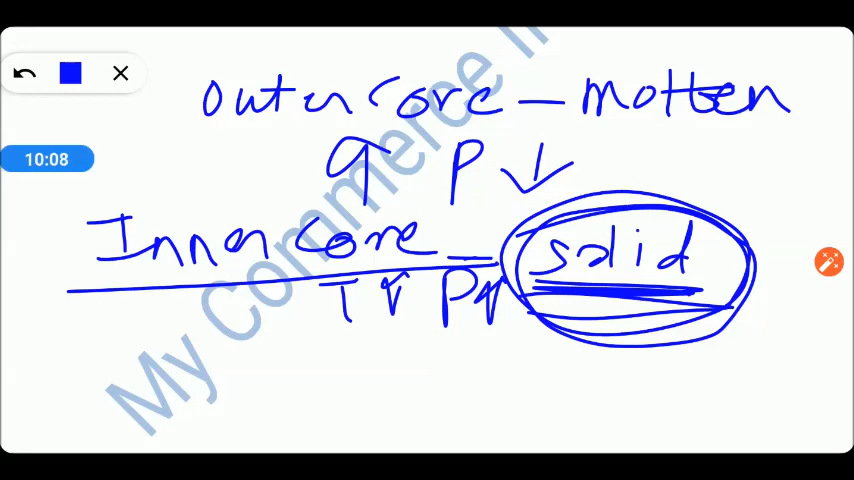 outer core - Molten
P ↓
Inner core - solid
T ↑ P ↑
10:08
My Commerce